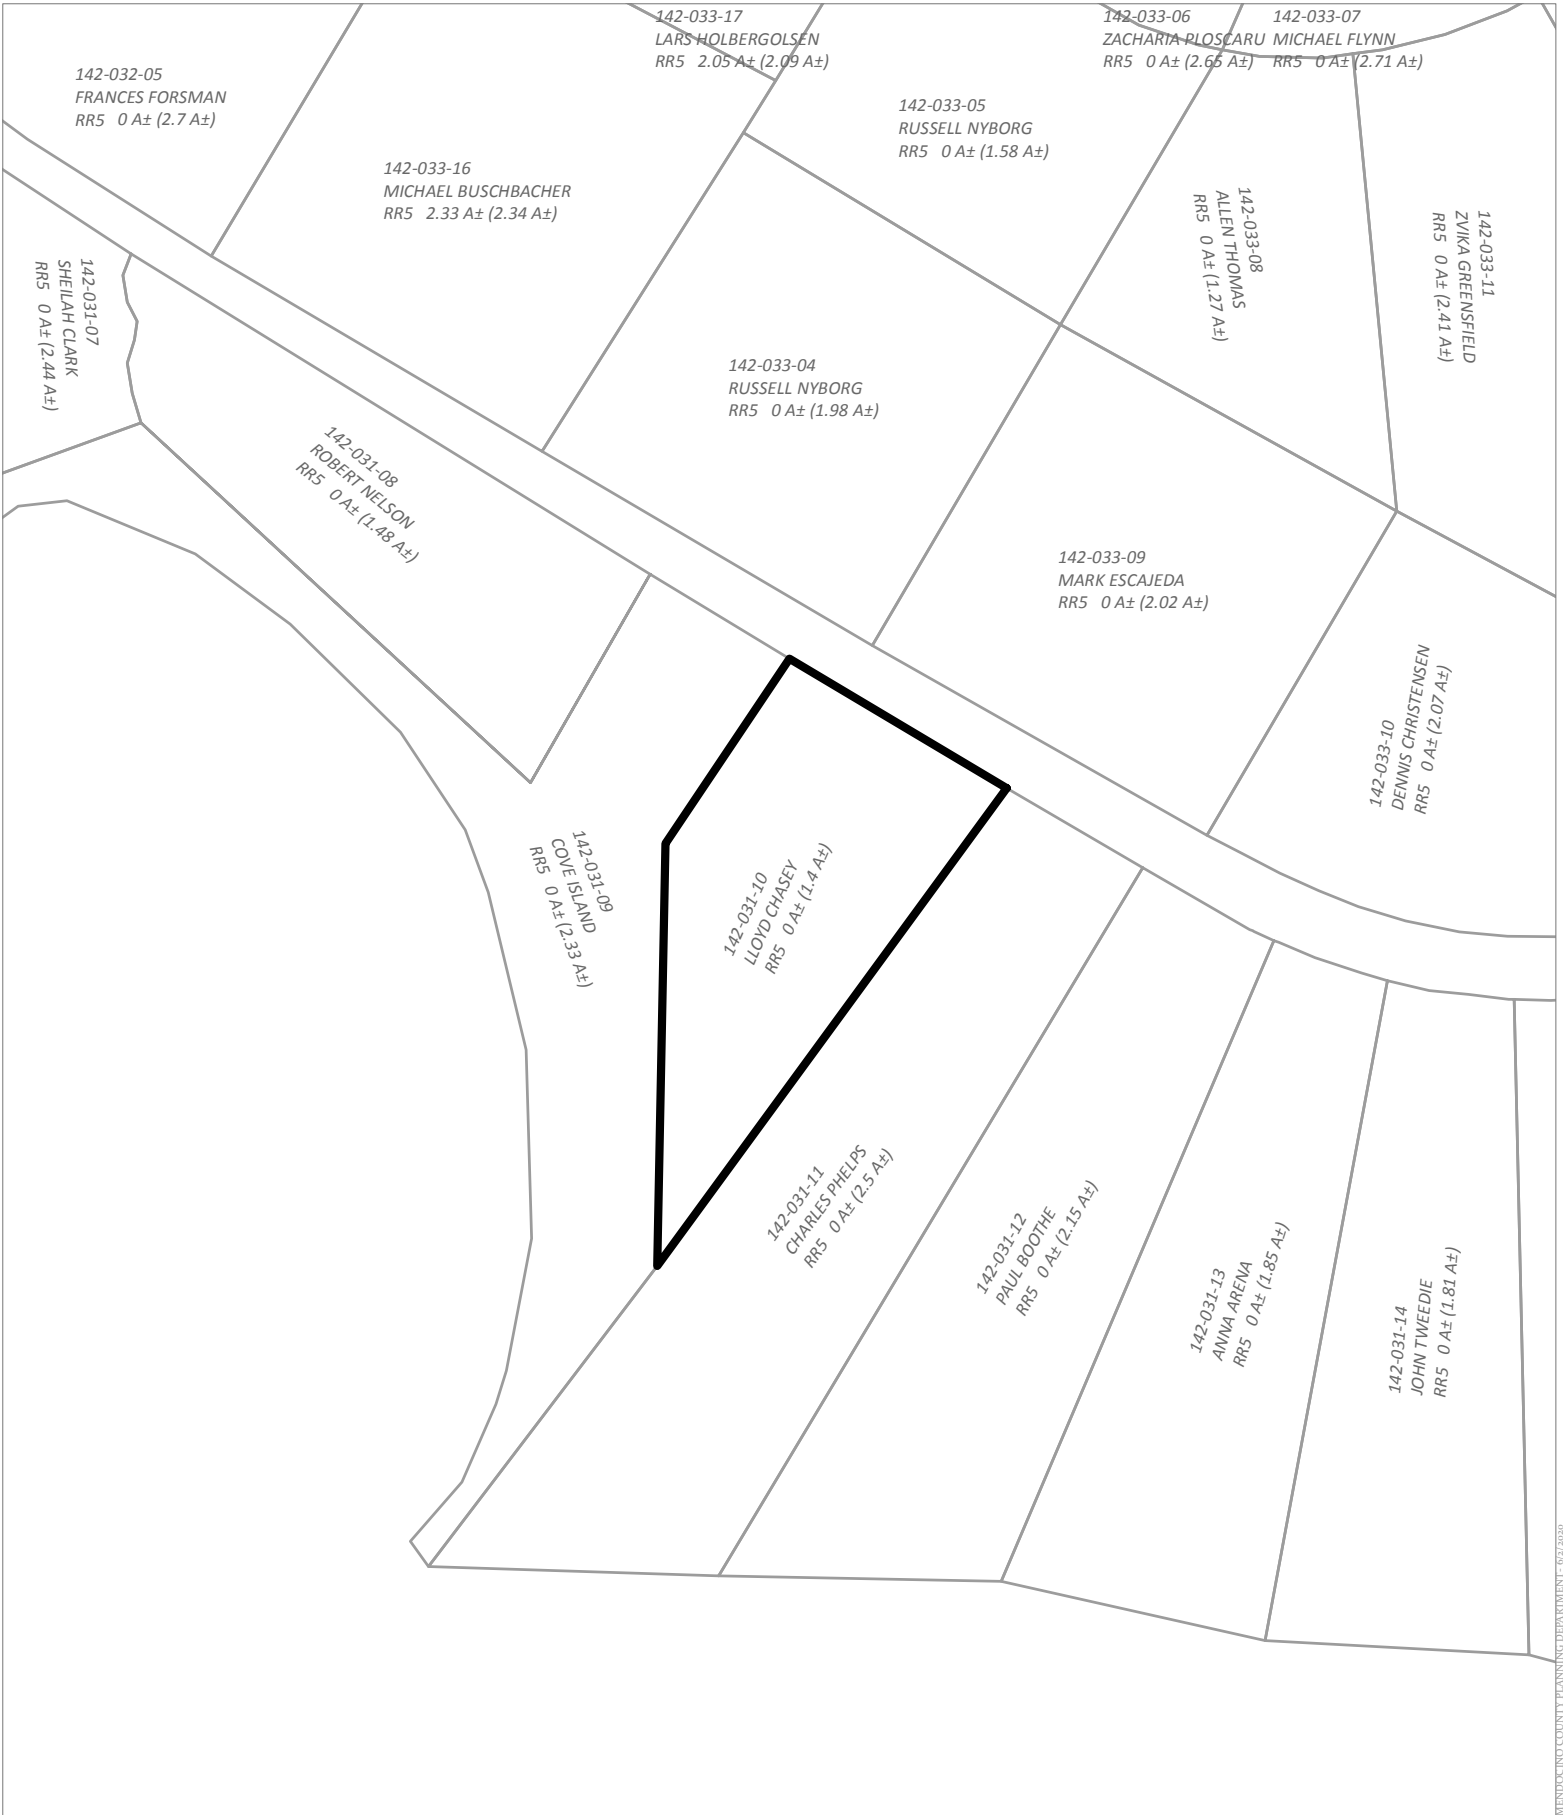 142-033-17
LARS HOLBERGOLSEN
RR5 2.05 A± (2.09 A±)
142-033-06
ZACHARIA PLOSCARU
RR5 0 A± (2.65 A±)
142-033-07
MICHAEL FLYNN
RR5 0 A± (2.71 A±)
142-032-05
FRANCES FORSMAN
RR5 0 A± (2.7 A±)
142-033-05
RUSSELL NYBORG
RR5 0 A± (1.58 A±)
142-033-16
MICHAEL BUSCHBACHER
RR5 2.33 A± (2.34 A±)
142-033-08
ALLEN THOMAS
RR5 0 A± (1.27 A±)
142-033-11
ZVIKA GREENSFIELD
RR5 0 A± (2.41 A±)
142-031-07
SHEILAH CLARK
RR5 0 A± (2.44 A±)
142-033-04
RUSSELL NYBORG
RR5 0 A± (1.98 A±)
142-031-08
ROBERT NELSON
RR5 0 A± (1.48 A±)
142-033-09
MARK ESCAJEDA
RR5 0 A± (2.02 A±)
142-033-10
DENNIS CHRISTENSEN
RR5 0 A± (2.07 A±)
142-031-09
COVE ISLAND
RR5 0 A± (2.33 A±)
142-031-10
LLOYD CHASEY
RR5 0 A± (1.4 A±)
142-031-11
CHARLES PHELPS
RR5 0 A± (2.5 A±)
142-031-12
PAUL BOOTHE
RR5 0 A± (2.15 A±)
142-031-13
ANNA ARENA
RR5 0 A± (1.85 A±)
142-031-14
JOHN TWEEDIE
RR5 0 A± (1.81 A±)
MENDOCINO COUNTY PLANNING DEPARTMENT - 6/2/2020